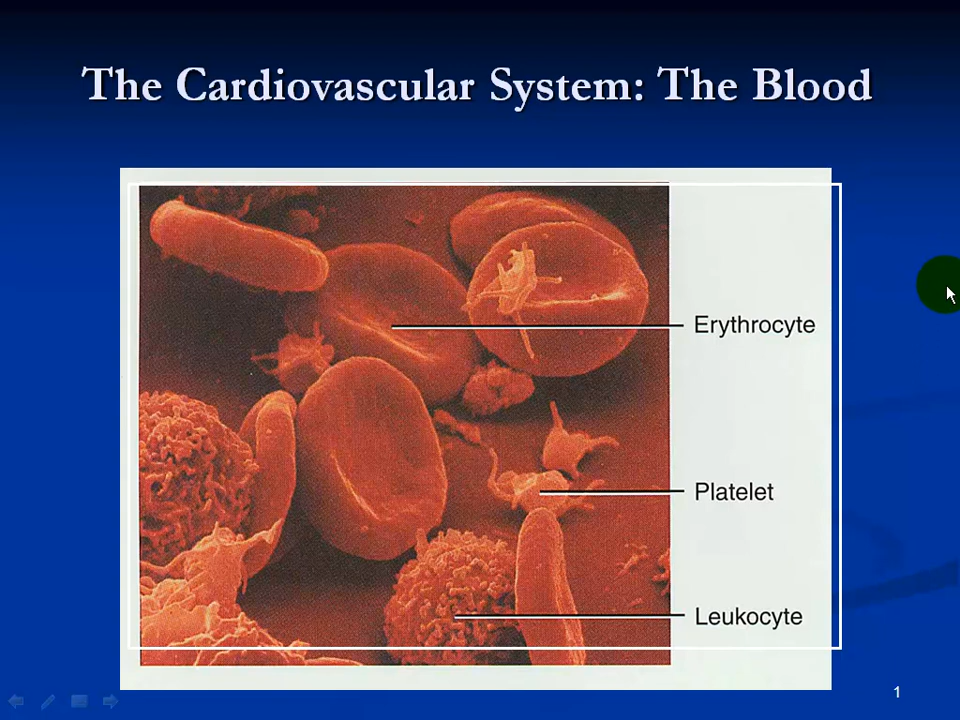 The Cardiovascular System: The Blood
Erythrocyte
Platelet
Leukocyte
1